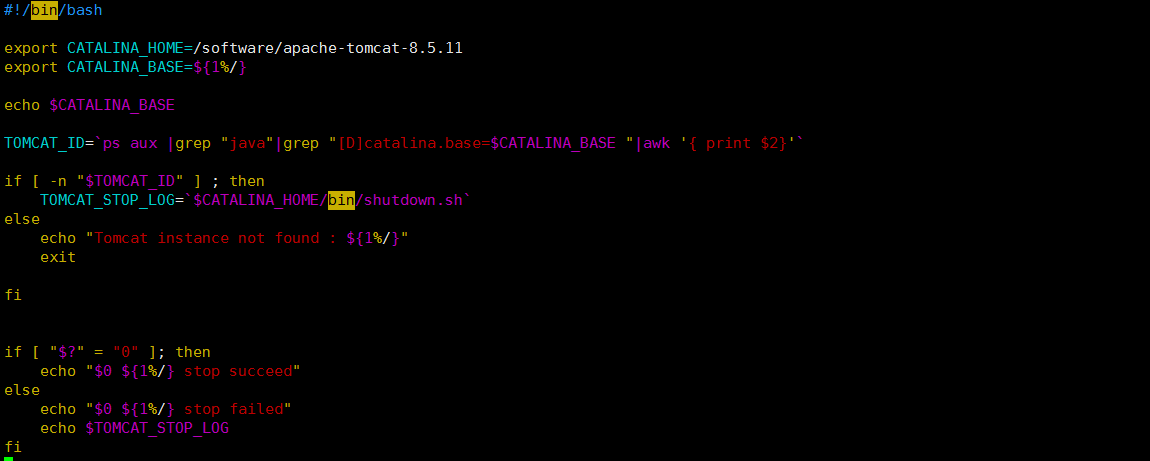 #!/bin/bash
export CATALINA_HOME=/software/apache-tomcat-8.5.11
export CATALINA_BASE=${1%/}
echo $CATALINA_BASE
TOMCAT_ID=`ps aux |grep "java"|grep "[D]catalina.base=$CATALINA_BASE "|awk '{ print $2}'`
if [ -n "$TOMCAT_ID" ] ; then
    TOMCAT_STOP_LOG=`$CATALINA_HOME/bin/shutdown.sh`
else
    echo "Tomcat instance not found : ${1%/}"
    exit
fi
if [ "$?" = "0" ]; then
    echo "$0 ${1%/} stop succeed"
else
    echo "$0 ${1%/} stop failed"
    echo $TOMCAT_STOP_LOG
fi